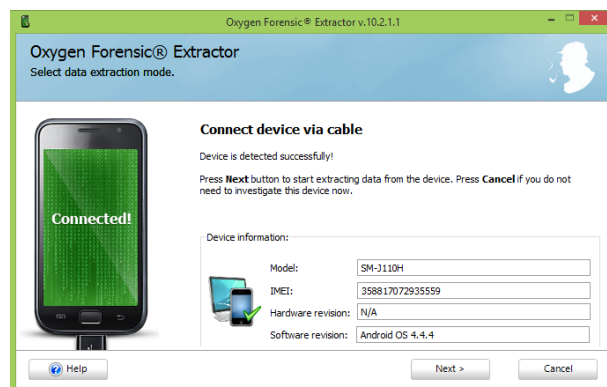 Oxygen Forensic® Extractor v.10.2.1.1
Oxygen Forensic® Extractor
Select data extraction mode.
Connect device via cable
Device is detected successfully!
Press Next button to start extracting data from the device. Press Cancel if you do not
need to investigate this device now.
Connected!
Device information:
Model: SM-J110H
IMEI: 358817072935559
Hardware revision: N/A
Software revision: Android OS 4.4.4
Help
Next >
Cancel